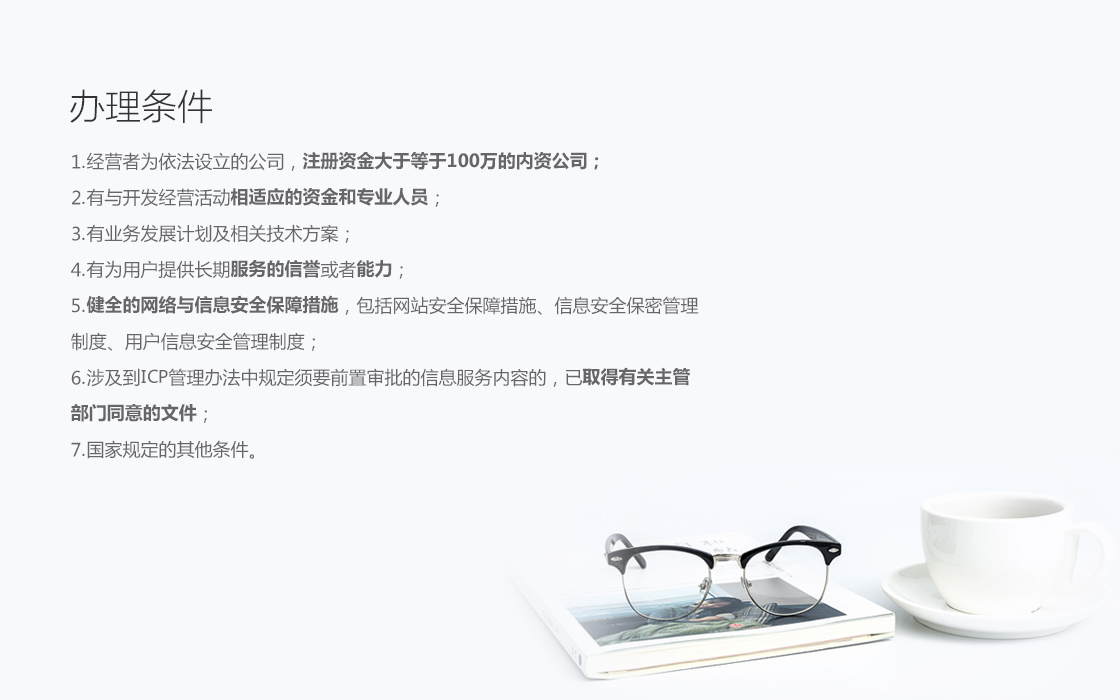 办理条件
1.经营者为依法设立的公司，注册资金大于等于100万的内资公司；
2.有与开发经营活动相适应的资金和专业人员；
3.有业务发展计划及相关技术方案；
4.有为用户提供长期服务的信誉或者能力；
5.健全的网络与信息安全保障措施，包括网站安全保障措施、信息安全保密管理
制度、用户信息安全管理制度；
6.涉及到ICP管理办法中规定须要前置审批的信息服务内容的，已取得有关主管
部门同意的文件；
7.国家规定的其他条件。